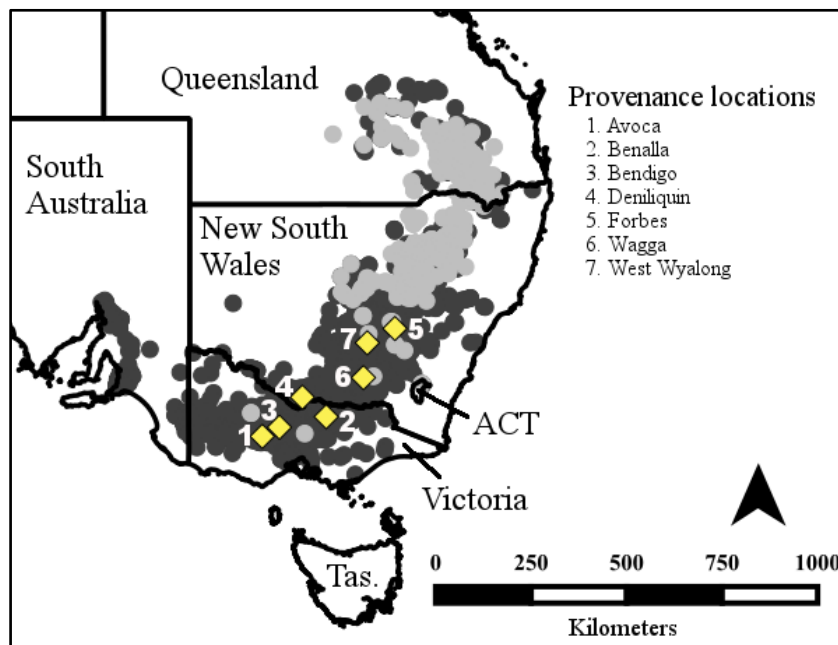 Queensland
Provenance locations
1. Avoca
2. Benalla
3. Bendigo
4. Deniliquin
5. Forbes
6. Wagga
7. West Wyalong
South
Australia
New South
Wales
5
7
6
4
3
2
1
ACT
Victoria
Tas.
0 250 500 750 1000
Kilometers